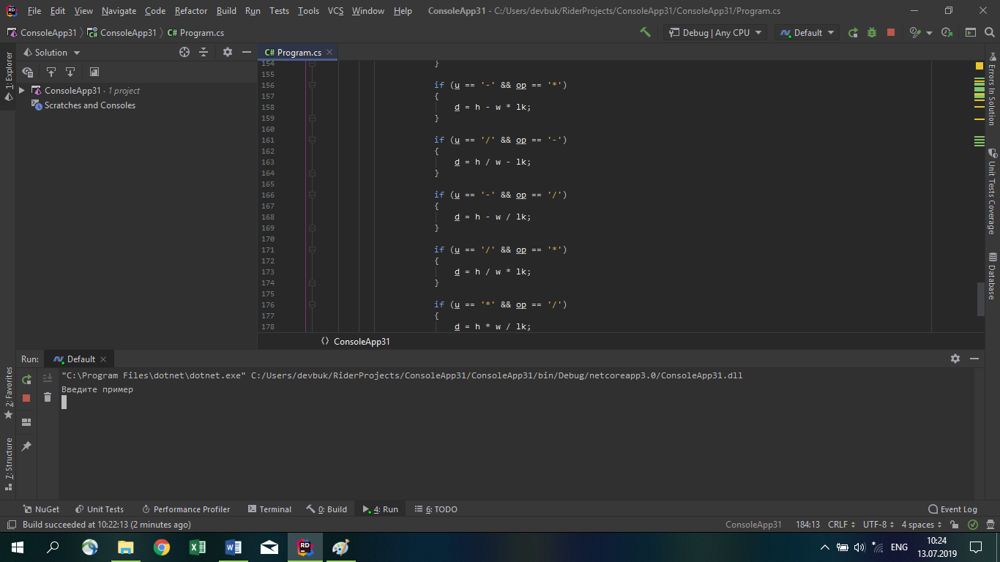 File Edit View Navigate Code Refactor Build Run Tests Tools VCS Window Help ConsoleApp31 - C:/Users/devbuk/RiderProjects/ConsoleApp31/ConsoleApp31/Program.cs
ConsoleApp31 ConsoleApp31 C# Program.cs Debug | Any CPU Default
1: Explorer
Solution
ConsoleApp31 · 1 project
Scratches and Consoles
C# Program.cs
154 }
155
156 if (u == '-' && op == '*')
157 {
158 d = h - w * lk;
159 }
160
161 if (u == '/' && op == '-')
162 {
163 d = h / w - lk;
164 }
165
166 if (u == '-' && op == '/')
167 {
168 d = h - w / lk;
169 }
170
171 if (u == '/' && op == '*')
172 {
173 d = h / w * lk;
174 }
175
176 if (u == '*' && op == '/')
177 {
178 d = h * w / lk;
ConsoleApp31
Errors In Solution
Unit Tests Coverage
Database
Run: Default
"C:\Program Files\dotnet\dotnet.exe" C:/Users/devbuk/RiderProjects/ConsoleApp31/ConsoleApp31/bin/Debug/netcoreapp3.0/ConsoleApp31.dll
Введите пример
2: Favorites
7: Structure
NuGet Unit Tests Performance Profiler Terminal 0: Build 4: Run 6: TODO Event Log
Build succeeded at 10:22:13 (2 minutes ago) ConsoleApp31 184:13 CRLF UTF-8 4 spaces
ENG 10:24
13.07.2019